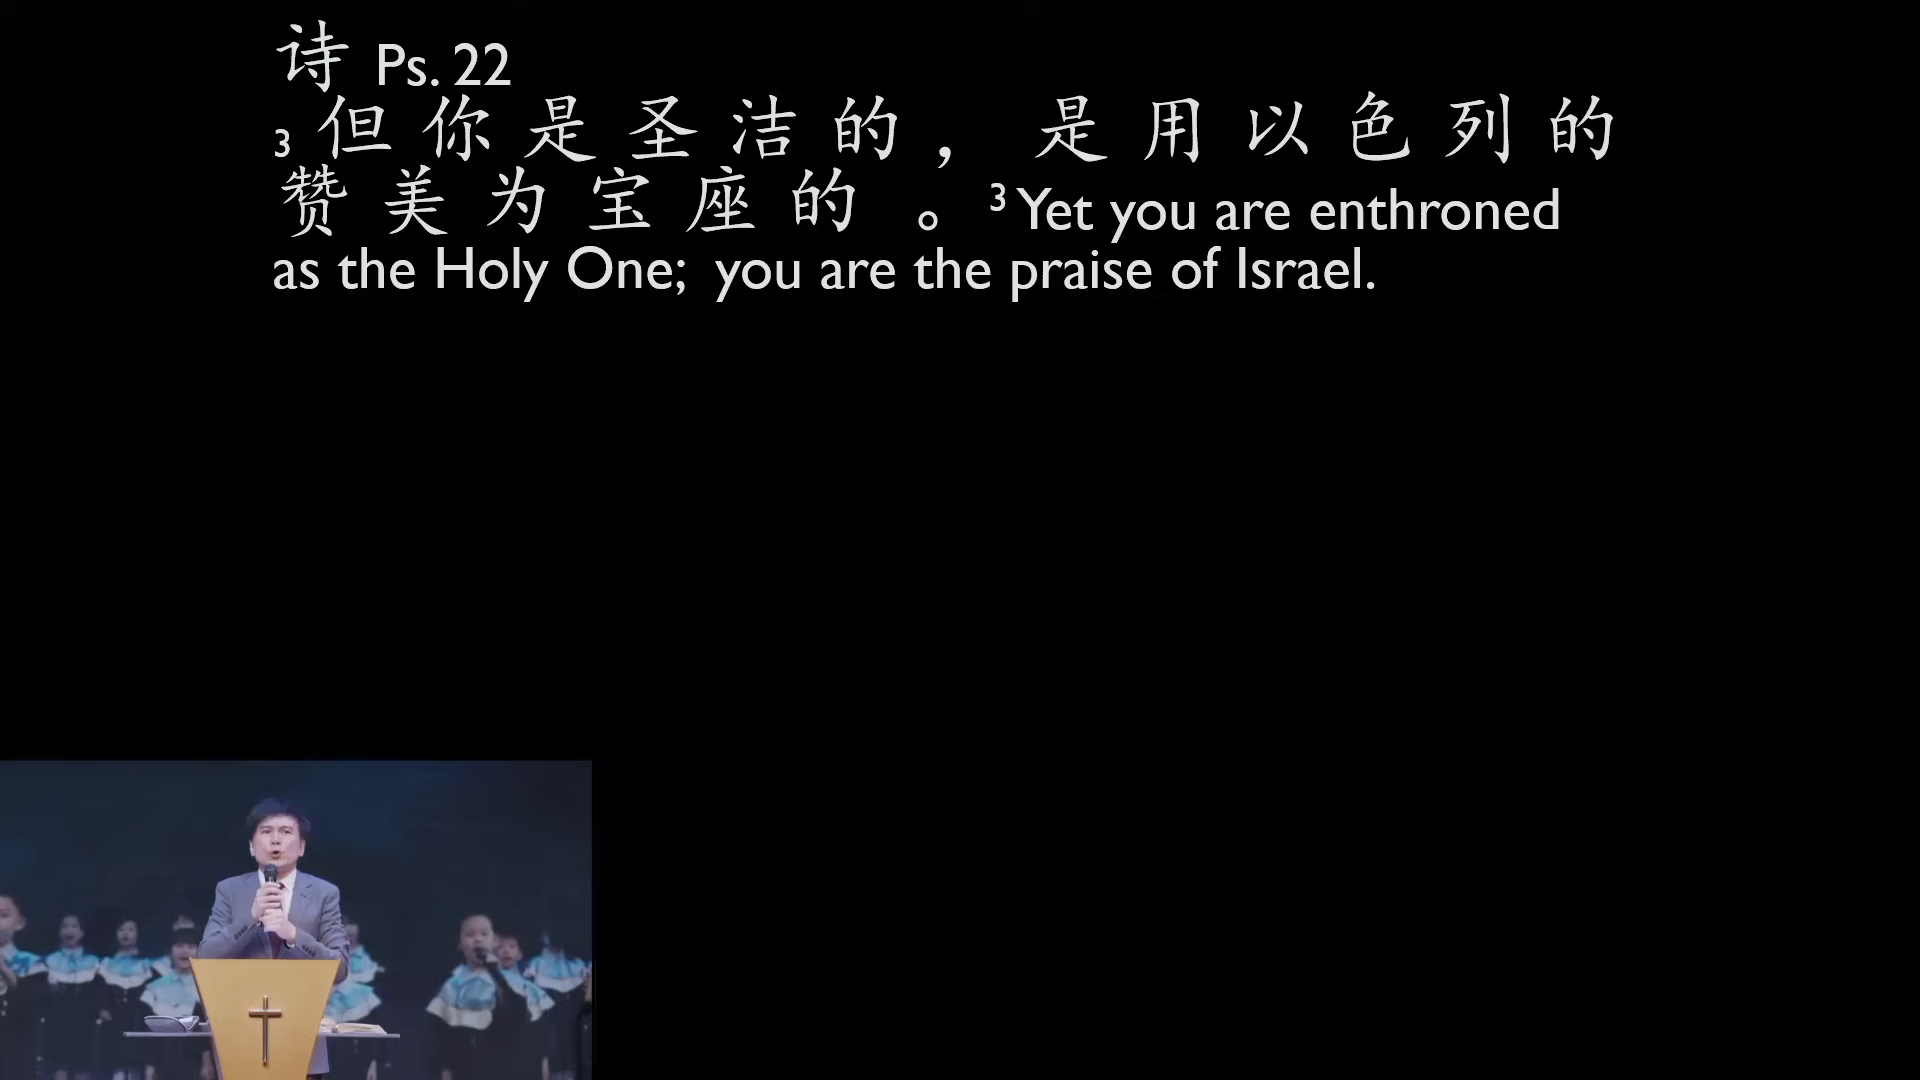 诗 Ps. 22
3 但你是圣洁的，是用以色列的
赞美为宝座的。3 Yet you are enthroned
as the Holy One; you are the praise of Israel.